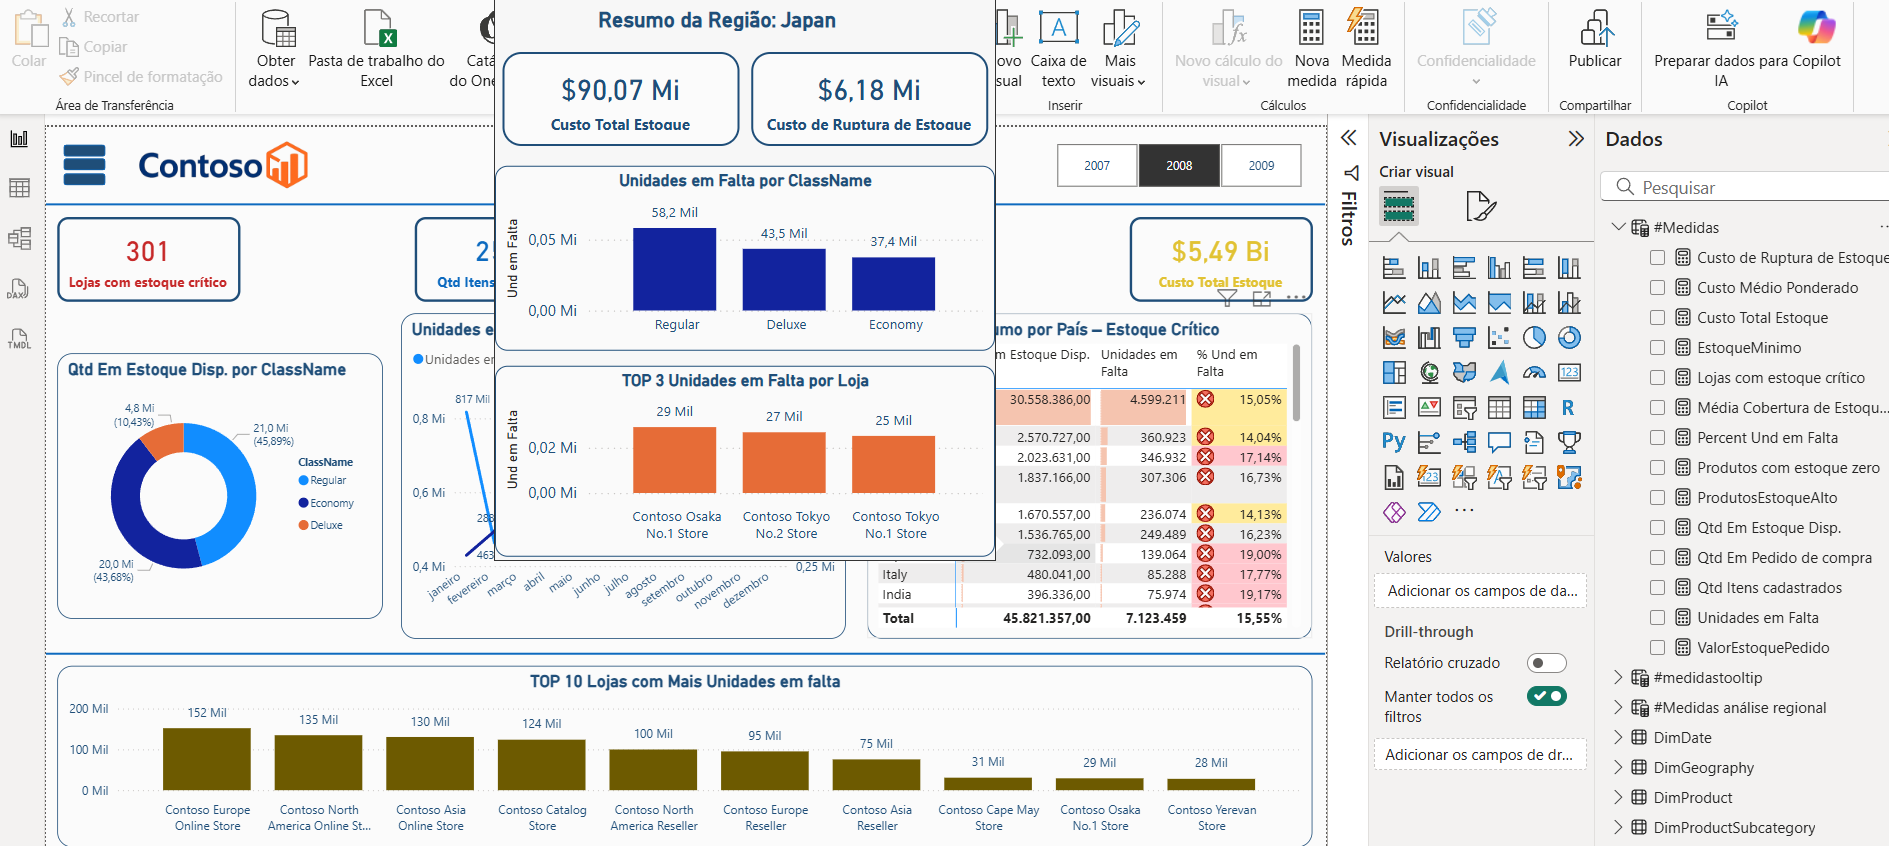 Recortar
Copiar
Pincel de formatação
Colar
Área de Transferência
Obter
dados
Pasta de trabalho do
Excel
Catá
do One
ovo
sual
Caixa de
texto
Mais
visuais
Inserir
Novo cálculo do
visual
Nova
medida
Medida
rápida
Cálculos
Confidencialidade
Confidencialidade
Publicar
Compartilhar
Preparar dados para
IA
Copilot
Copilot
Resumo da Região: Japan
$90,07 Mi
Custo Total Estoque
$6,18 Mi
Custo de Ruptura de Estoque
Unidades em Falta por ClassName
Und em Falta
0,05 Mi
0,00 Mi
58,2 Mil
43,5 Mil
37,4 Mil
Regular
Deluxe
Economy
TOP 3 Unidades em Falta por Loja
Und em Falta
0,02 Mi
0,00 Mi
29 Mil
27 Mil
25 Mil
Contoso Osaka
No.1 Store
Contoso Tokyo
No.2 Store
Contoso Tokyo
No.1 Store
DAX
TMDL
Contoso
2007
2008
2009
301
Lojas com estoque crítico
Qtd Itens
$5,49 Bi
Custo Total Estoque
Qtd Em Estoque Disp. por ClassName
4,8 Mi
(10,43%)
21,0 Mi
(45,89%)
20,0 Mi
(43,68%)
ClassName
Regular
Economy
Deluxe
Unidades e
Unidades er
817 Mil
0,8 Mi
0,6 Mi
0,4 Mi
463
0,25 Mi
janeiro
fevereiro
março
abril
maio
junho
julho
agosto
setembro
outubro
novembro
dezembro
umo por País – Estoque Crítico
m Estoque Disp.
Unidades em
Falta
% Und em
Falta
30.558.386,00 4.599.211 15,05%
2.570.727,00 360.923 14,04%
2.023.631,00 346.932 17,14%
1.837.166,00 307.306 16,73%
1.670.557,00 236.074 14,13%
1.536.765,00 249.489 16,23%
732.093,00 139.064 19,00%
Italy 480.041,00 85.288 17,77%
India 396.336,00 75.974 19,17%
Total 45.821.357,00 7.123.459 15,55%
TOP 10 Lojas com Mais Unidades em falta
200 Mil
100 Mil
0 Mil
152 Mil
135 Mil
130 Mil
124 Mil
100 Mil
95 Mil
75 Mil
31 Mil
29 Mil
28 Mil
Contoso Europe
Online Store
Contoso North
America Online St...
Contoso Asia
Online Store
Contoso Catalog
Store
Contoso North
America Reseller
Contoso Europe
Reseller
Contoso Asia
Reseller
Contoso Cape May
Store
Contoso Osaka
No.1 Store
Contoso Yerevan
Store
Filtros
Visualizações
Criar visual
123
R
Py
123
...
Valores
Adicionar os campos de da...
Drill-through
Relatório cruzado
Manter todos os
filtros
Adicionar os campos de dr...
Dados
Pesquisar
#Medidas
Custo de Ruptura de Estoque
Custo Médio Ponderado
Custo Total Estoque
EstoqueMinimo
Lojas com estoque crítico
Média Cobertura de Estoqu...
Percent Und em Falta
Produtos com estoque zero
ProdutosEstoqueAlto
Qtd Em Estoque Disp.
Qtd Em Pedido de compra
Qtd Itens cadastrados
Unidades em Falta
ValorEstoquePedido
#medidastooltip
#Medidas análise regional
DimDate
DimGeography
DimProduct
DimProductSubcategory